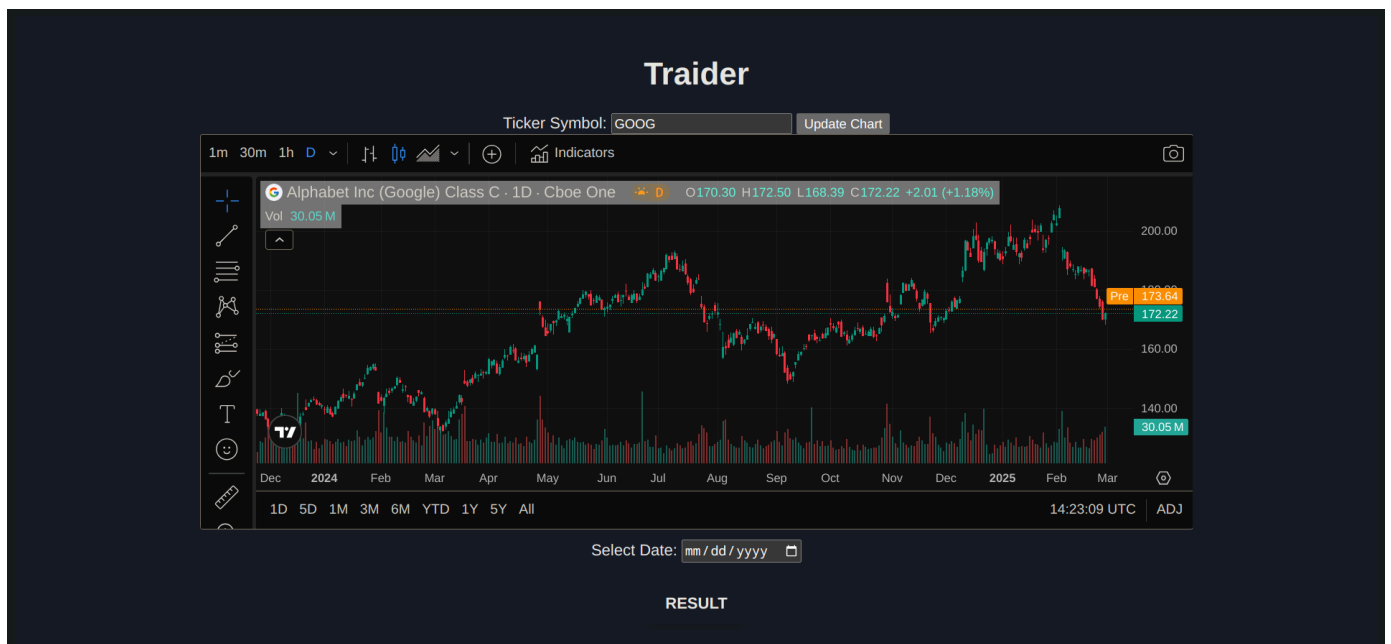 Traider
Ticker Symbol: GOOG Update Chart
1m 30m 1h D Indicators
Alphabet Inc (Google) Class C · 1D · Cboe One D O170.30 H172.50 L168.39 C172.22 +2.01 (+1.18%)
Vol 30.05 M
200.00
180.00
Pre 173.64
172.22
160.00
140.00
30.05 M
Dec 2024 Feb Mar Apr May Jun Jul Aug Sep Oct Nov Dec 2025 Feb Mar
1D 5D 1M 3M 6M YTD 1Y 5Y All 14:23:09 UTC ADJ
Select Date: mm/dd/yyyy
RESULT